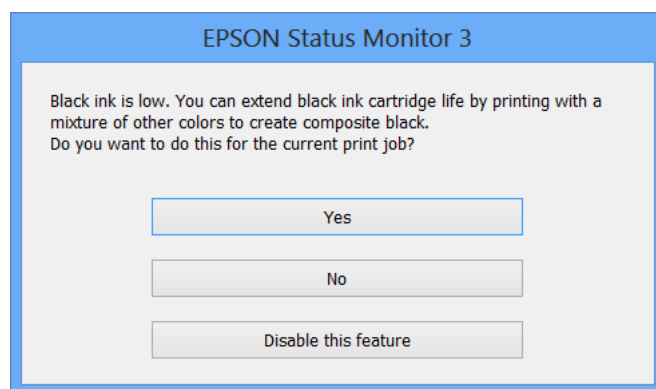 EPSON Status Monitor 3
Black ink is low. You can extend black ink cartridge life by printing with a
mixture of other colors to create composite black.
Do you want to do this for the current print job?
Yes
No
Disable this feature